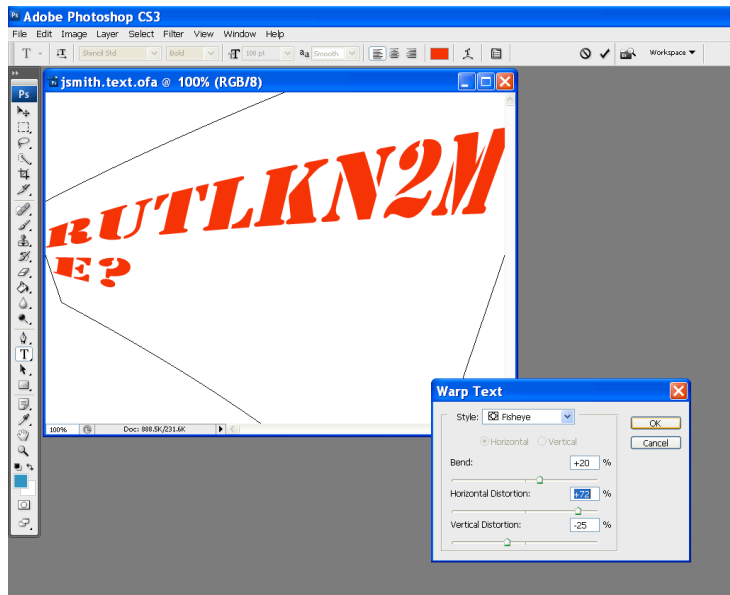 Adobe Photoshop CS3
File Edit Image Layer Select Filter View Window Help
T Stencil Std Bold T 100 pt aa Smooth Workspace
Ps
jsmith.text.ofa @ 100% (RGB/8)
RUTLKN2M
E?
T
100% Doc: 888.5K/231.6K
Warp Text
Style: Fisheye
OK
Horizontal Vertical
Cancel
Bend: +20 %
Horizontal Distortion: +72 %
Vertical Distortion: -25 %